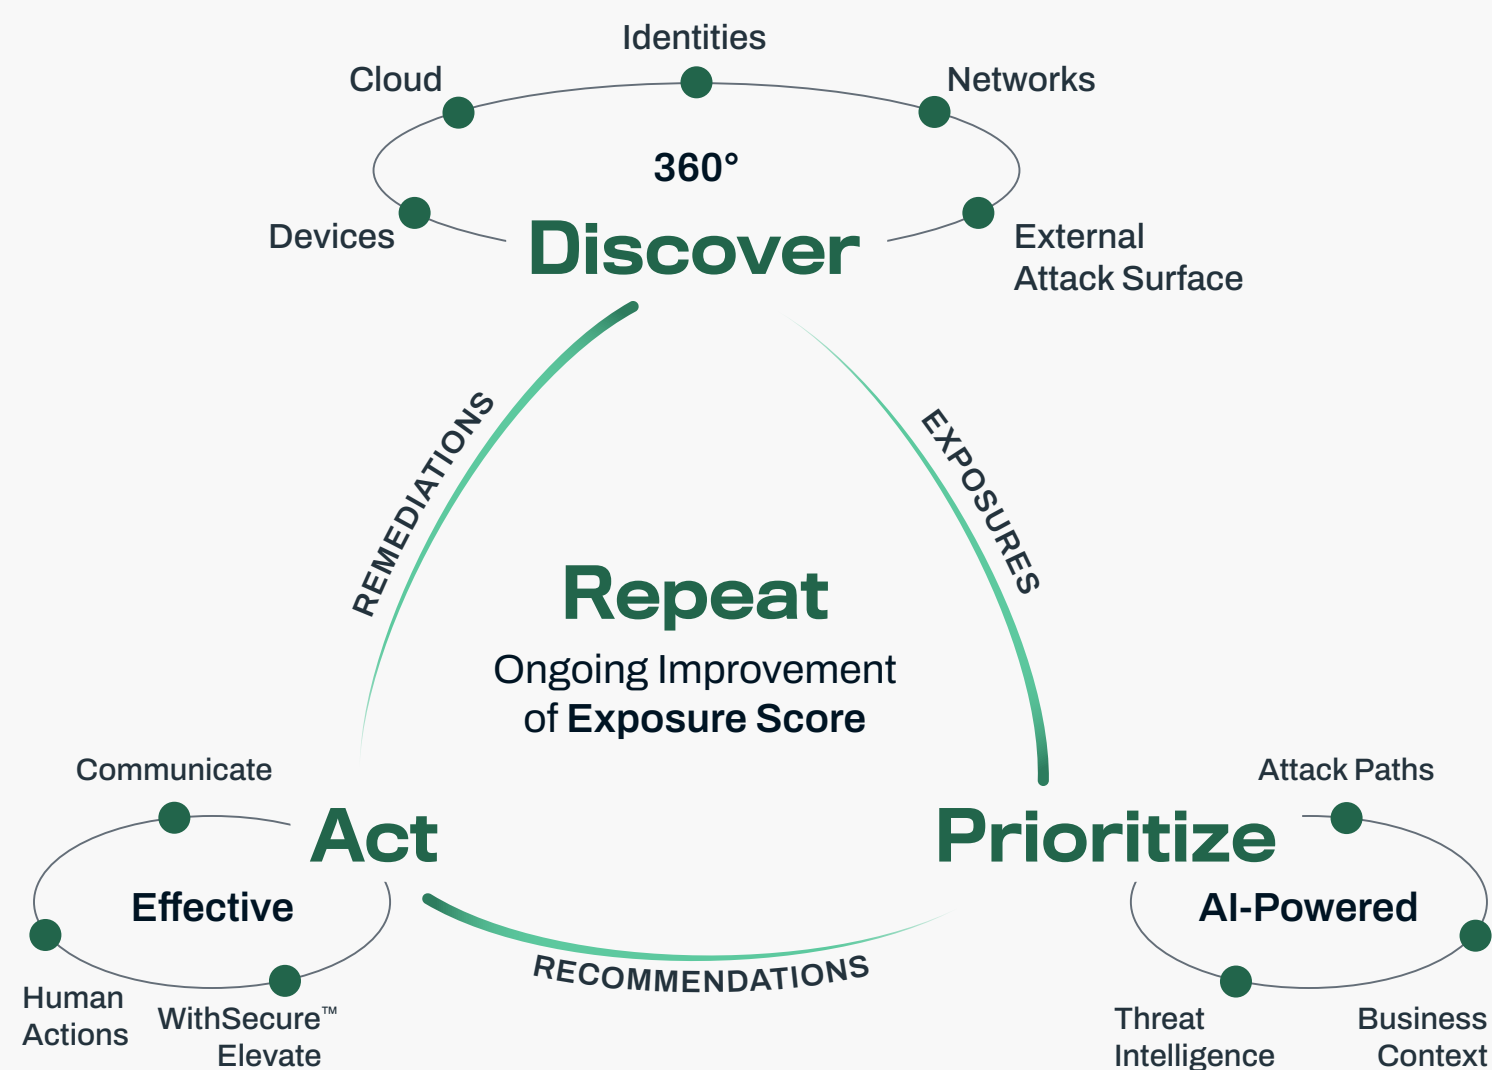 Identities
Cloud
Networks
360°
Discover
Devices
External
Attack Surface
REMEDIATIONS
EXPOSURES
Repeat
Ongoing Improvement
of Exposure Score
Communicate
Act
Effective
Human
Actions
WithSecure™
Elevate
RECOMMENDATIONS
Attack Paths
Prioritize
AI-Powered
Threat
Intelligence
Business
Context